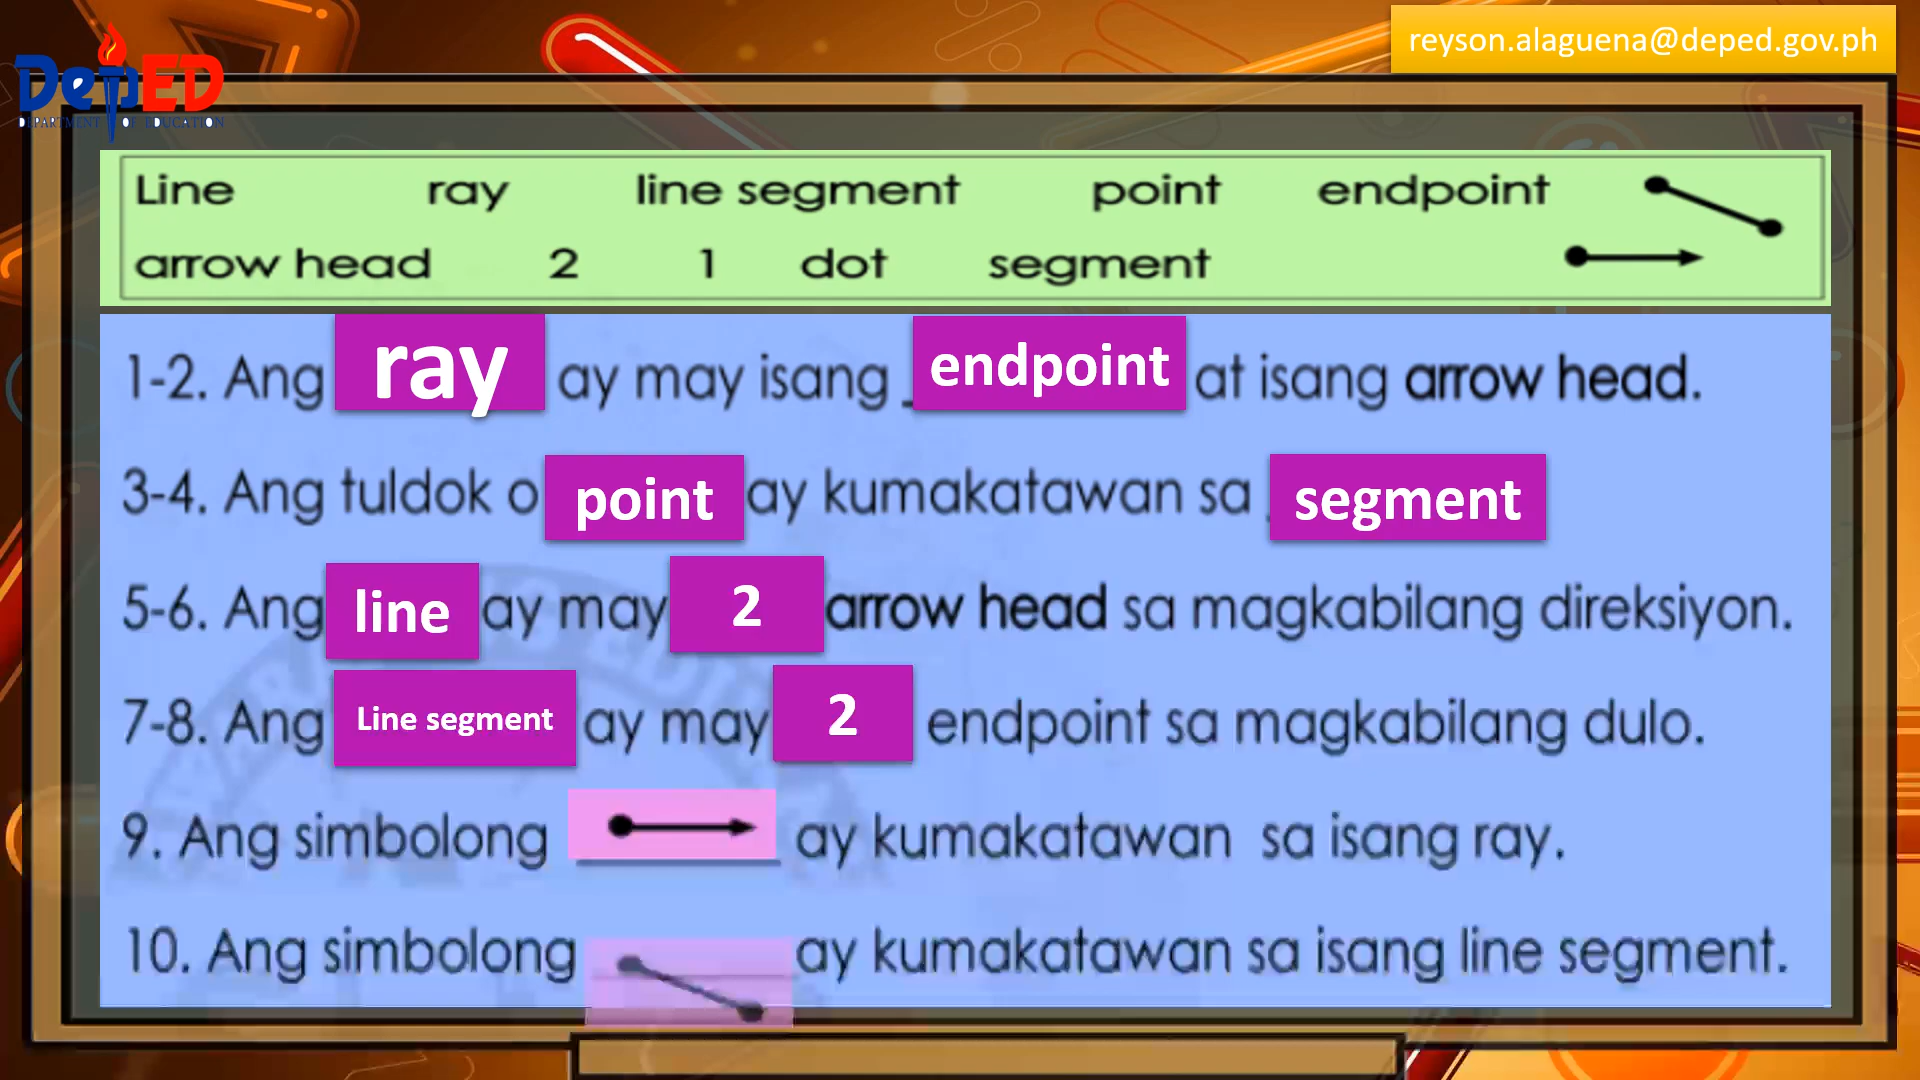 reyson.alaguena@deped.gov.ph
DepED
DEPARTMENT OF EDUCATION
Line ray line segment point endpoint
arrow head 2 1 dot segment
1-2. Ang ray ay may isang endpoint at isang arrow head.
3-4. Ang tuldok o point ay kumakatawan sa segment
5-6. Ang line ay may 2 arrow head sa magkabilang direksiyon.
7-8. Ang Line segment ay may 2 endpoint sa magkabilang dulo.
9. Ang simbolong ay kumakatawan sa isang ray.
10. Ang simbolong ay kumakatawan sa isang line segment.